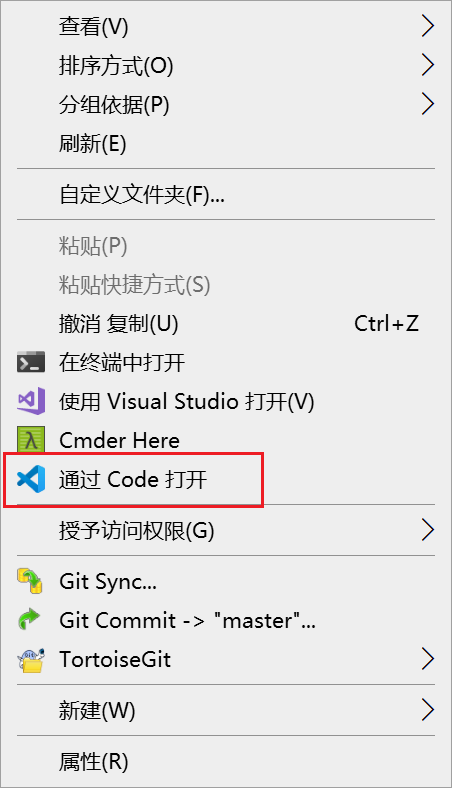 查看(V)
排序方式(O)
分组依据(P)
刷新(E)
自定义文件夹(F)...
粘贴(P)
粘贴快捷方式(S)
撤消 复制(U) Ctrl+Z
在终端中打开
使用 Visual Studio 打开(V)
Cmder Here
通过 Code 打开
授予访问权限(G)
Git Sync...
Git Commit -> "master"...
TortoiseGit
新建(W)
属性(R)